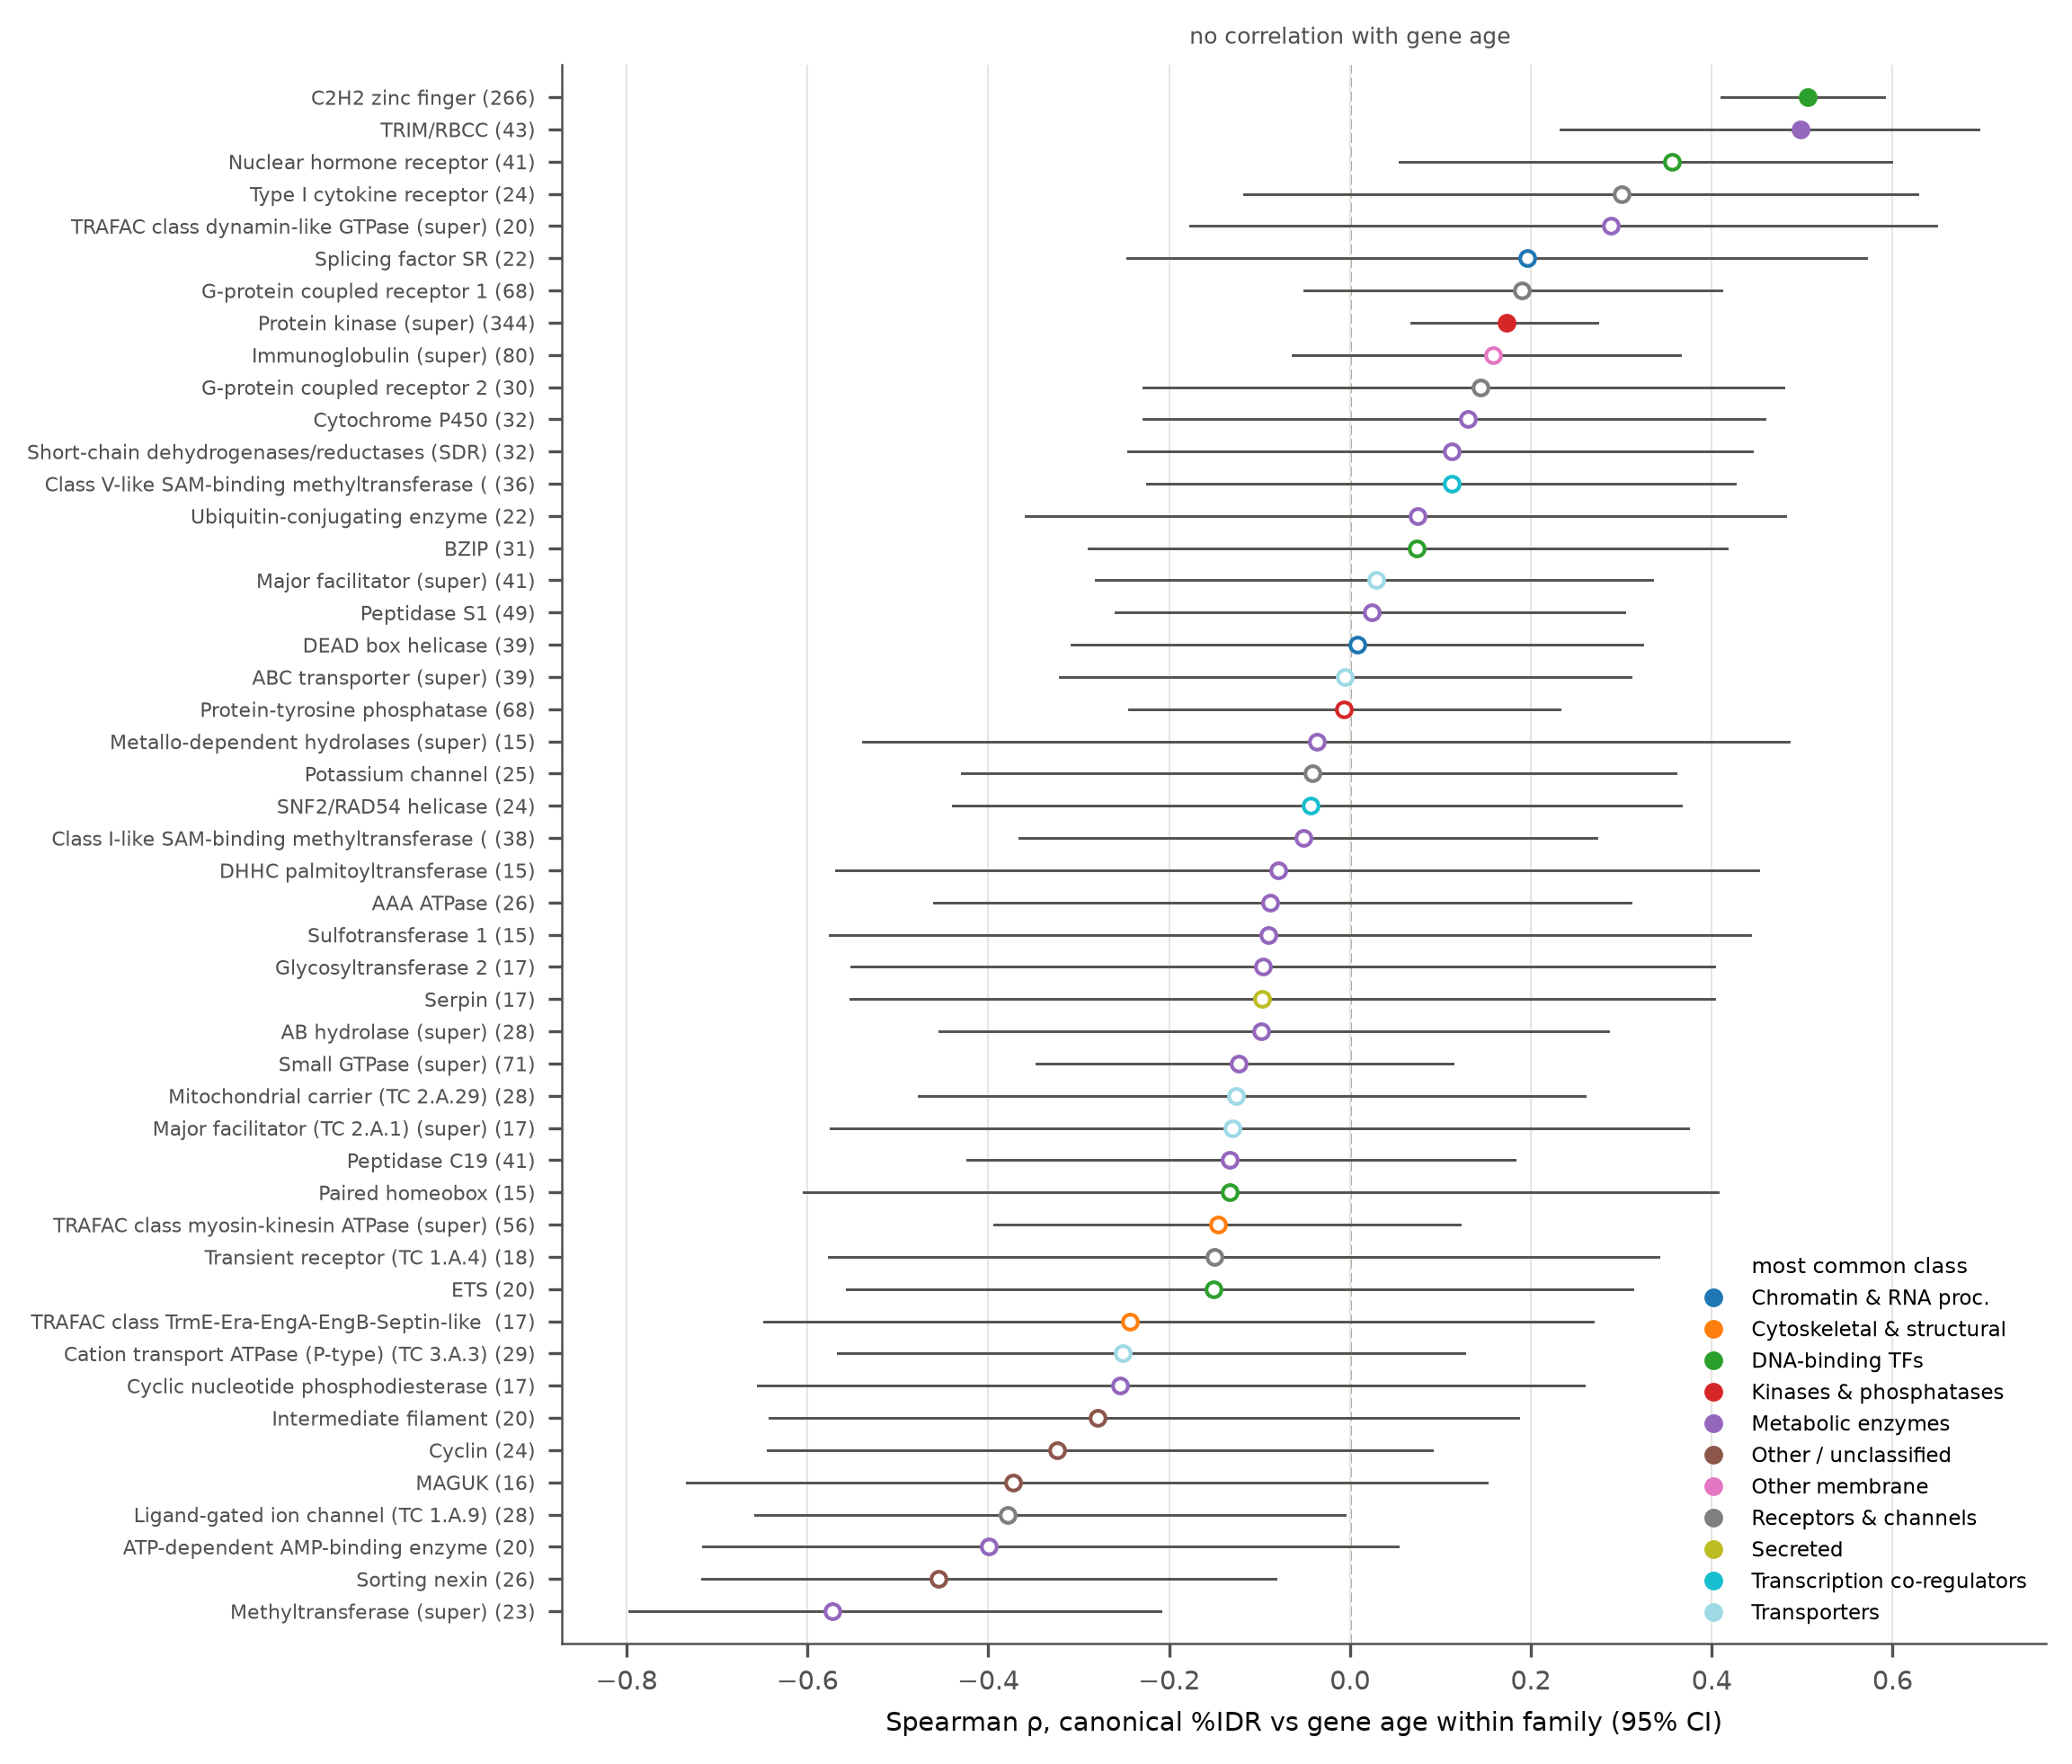 no correlation with gene age
C2H2 zinc finger (266)
TRIM/RBCC (43)
Nuclear hormone receptor (41)
Type I cytokine receptor (24)
TRAFAC class dynamin-like GTPase (super) (20)
Splicing factor SR (22)
G-protein coupled receptor 1 (68)
Protein kinase (super) (344)
Immunoglobulin (super) (80)
G-protein coupled receptor 2 (30)
Cytochrome P450 (32)
Short-chain dehydrogenases/reductases (SDR) (32)
Class V-like SAM-binding methyltransferase ( (36)
Ubiquitin-conjugating enzyme (22)
BZIP (31)
Major facilitator (super) (41)
Peptidase S1 (49)
DEAD box helicase (39)
ABC transporter (super) (39)
Protein-tyrosine phosphatase (68)
Metallo-dependent hydrolases (super) (15)
Potassium channel (25)
SNF2/RAD54 helicase (24)
Class I-like SAM-binding methyltransferase ( (38)
DHHC palmitoyltransferase (15)
AAA ATPase (26)
Sulfotransferase 1 (15)
Glycosyltransferase 2 (17)
Serpin (17)
AB hydrolase (super) (28)
Small GTPase (super) (71)
Mitochondrial carrier (TC 2.A.29) (28)
Major facilitator (TC 2.A.1) (super) (17)
Peptidase C19 (41)
Paired homeobox (15)
TRAFAC class myosin-kinesin ATPase (super) (56)
Transient receptor (TC 1.A.4) (18)
ETS (20)
TRAFAC class TrmE-Era-EngA-EngB-Septin-like (17)
Cation transport ATPase (P-type) (TC 3.A.3) (29)
Cyclic nucleotide phosphodiesterase (17)
Intermediate filament (20)
Cyclin (24)
MAGUK (16)
Ligand-gated ion channel (TC 1.A.9) (28)
ATP-dependent AMP-binding enzyme (20)
Sorting nexin (26)
Methyltransferase (super) (23)
most common class
Chromatin & RNA proc.
Cytoskeletal & structural
DNA-binding TFs
Kinases & phosphatases
Metabolic enzymes
Other / unclassified
Other membrane
Receptors & channels
Secreted
Transcription co-regulators
Transporters
−0.8 −0.6 −0.4 −0.2 0.0 0.2 0.4 0.6
Spearman ρ, canonical %IDR vs gene age within family (95% CI)